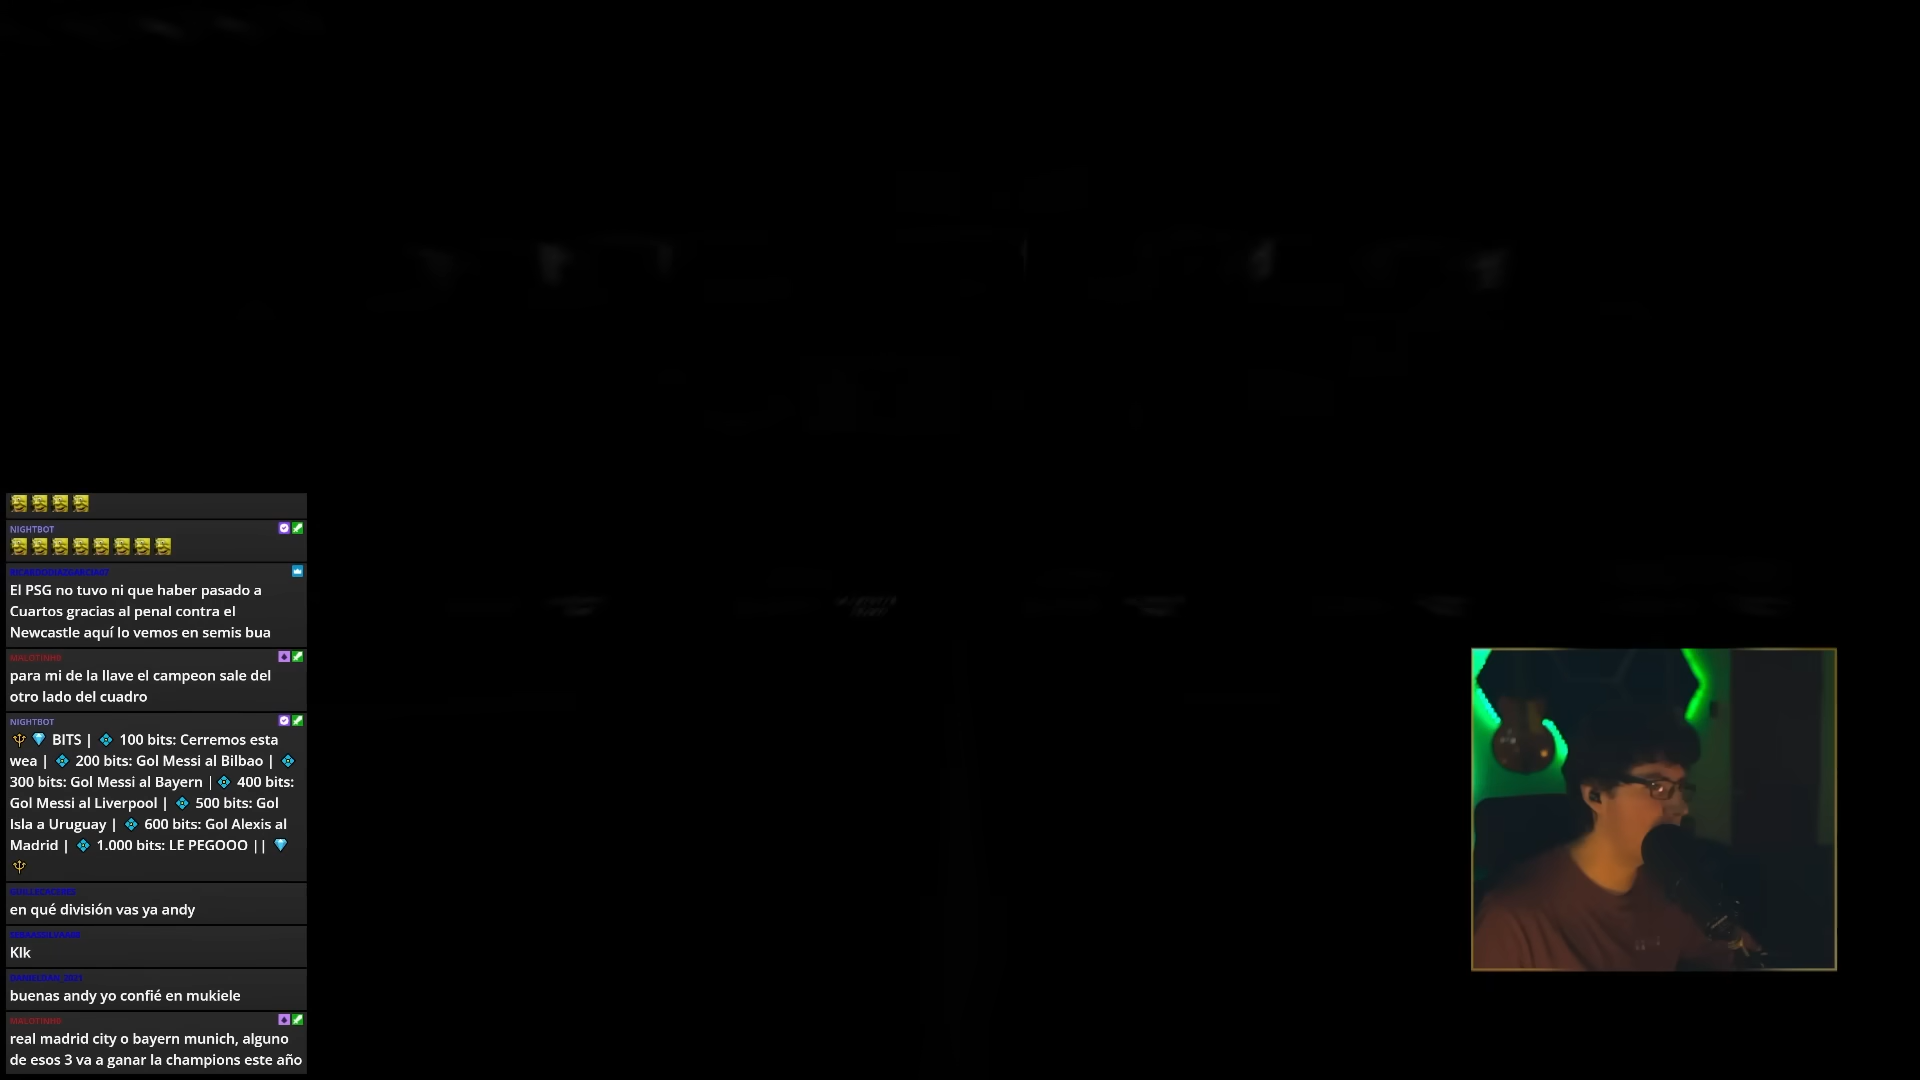 NIGHTBOT
El PSG no tuvo ni que haber pasado a
Cuartos gracias al penal contra el
Newcastle aquí lo vemos en semis bua
MALOTINHO
para mi de la llave el campeon sale del
otro lado del cuadro
NIGHTBOT
BITS | 100 bits: Cerremos esta
wea | 200 bits: Gol Messi al Bilbao |
300 bits: Gol Messi al Bayern | 400 bits:
Gol Messi al Liverpool | 500 bits: Gol
Isla a Uruguay | 600 bits: Gol Alexis al
Madrid | 1.000 bits: LE PEGOOO ||
en qué división vas ya andy
Klk
buenas andy yo confié en mukiele
MALOTINHO
real madrid city o bayern munich, alguno
de esos 3 va a ganar la champions este año